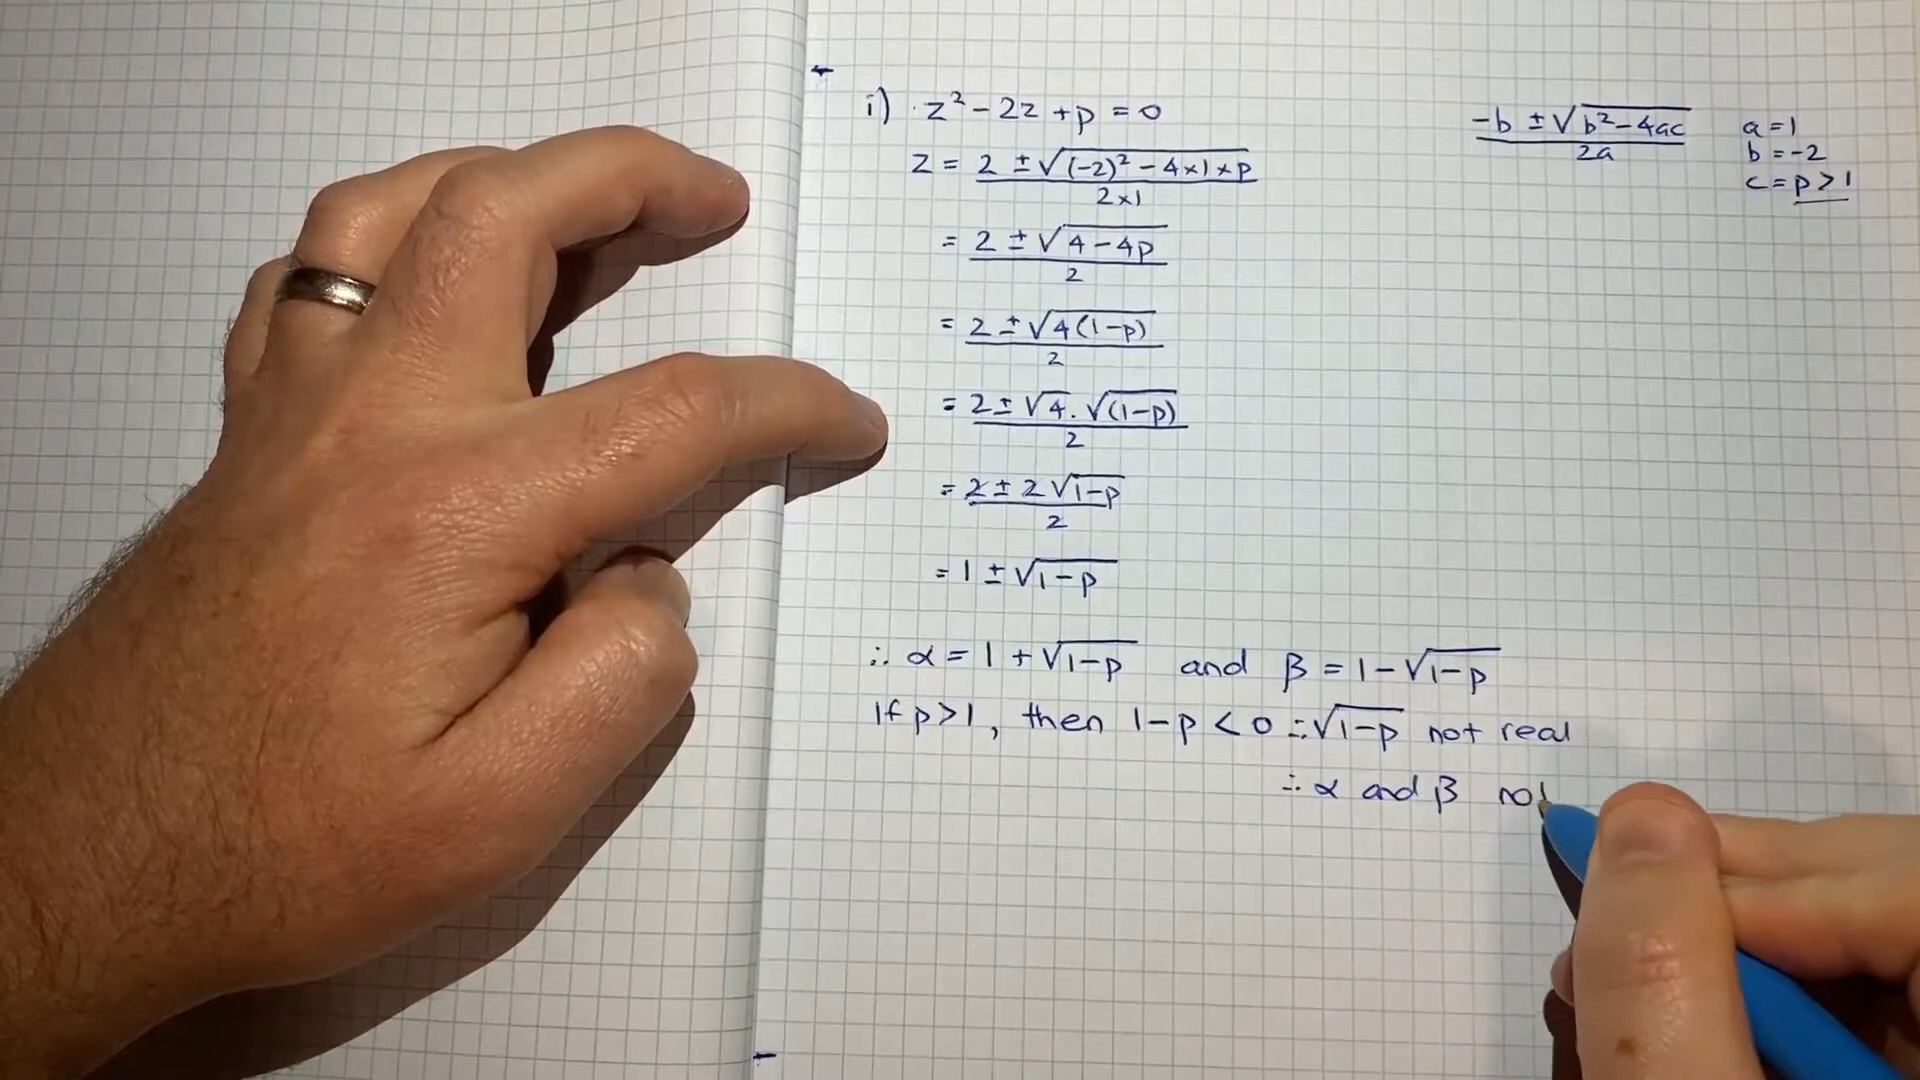 i) z² - 2z + p = 0
z = 2 ± √((-2)² - 4×1×p) / 2×1
= 2 ± √(4 - 4p) / 2
= 2 ± √(4(1-p)) / 2
= 2 ± √4 . √(1-p) / 2
= 2 ± 2√(1-p) / 2
= 1 ± √(1-p)
∴ α = 1 + √(1-p) and β = 1 - √(1-p)
If p > 1, then 1-p < 0 ∴ √(1-p) not real
∴ α and β not
-b ± √(b² - 4ac) / 2a
a = 1
b = -2
c = p > 1